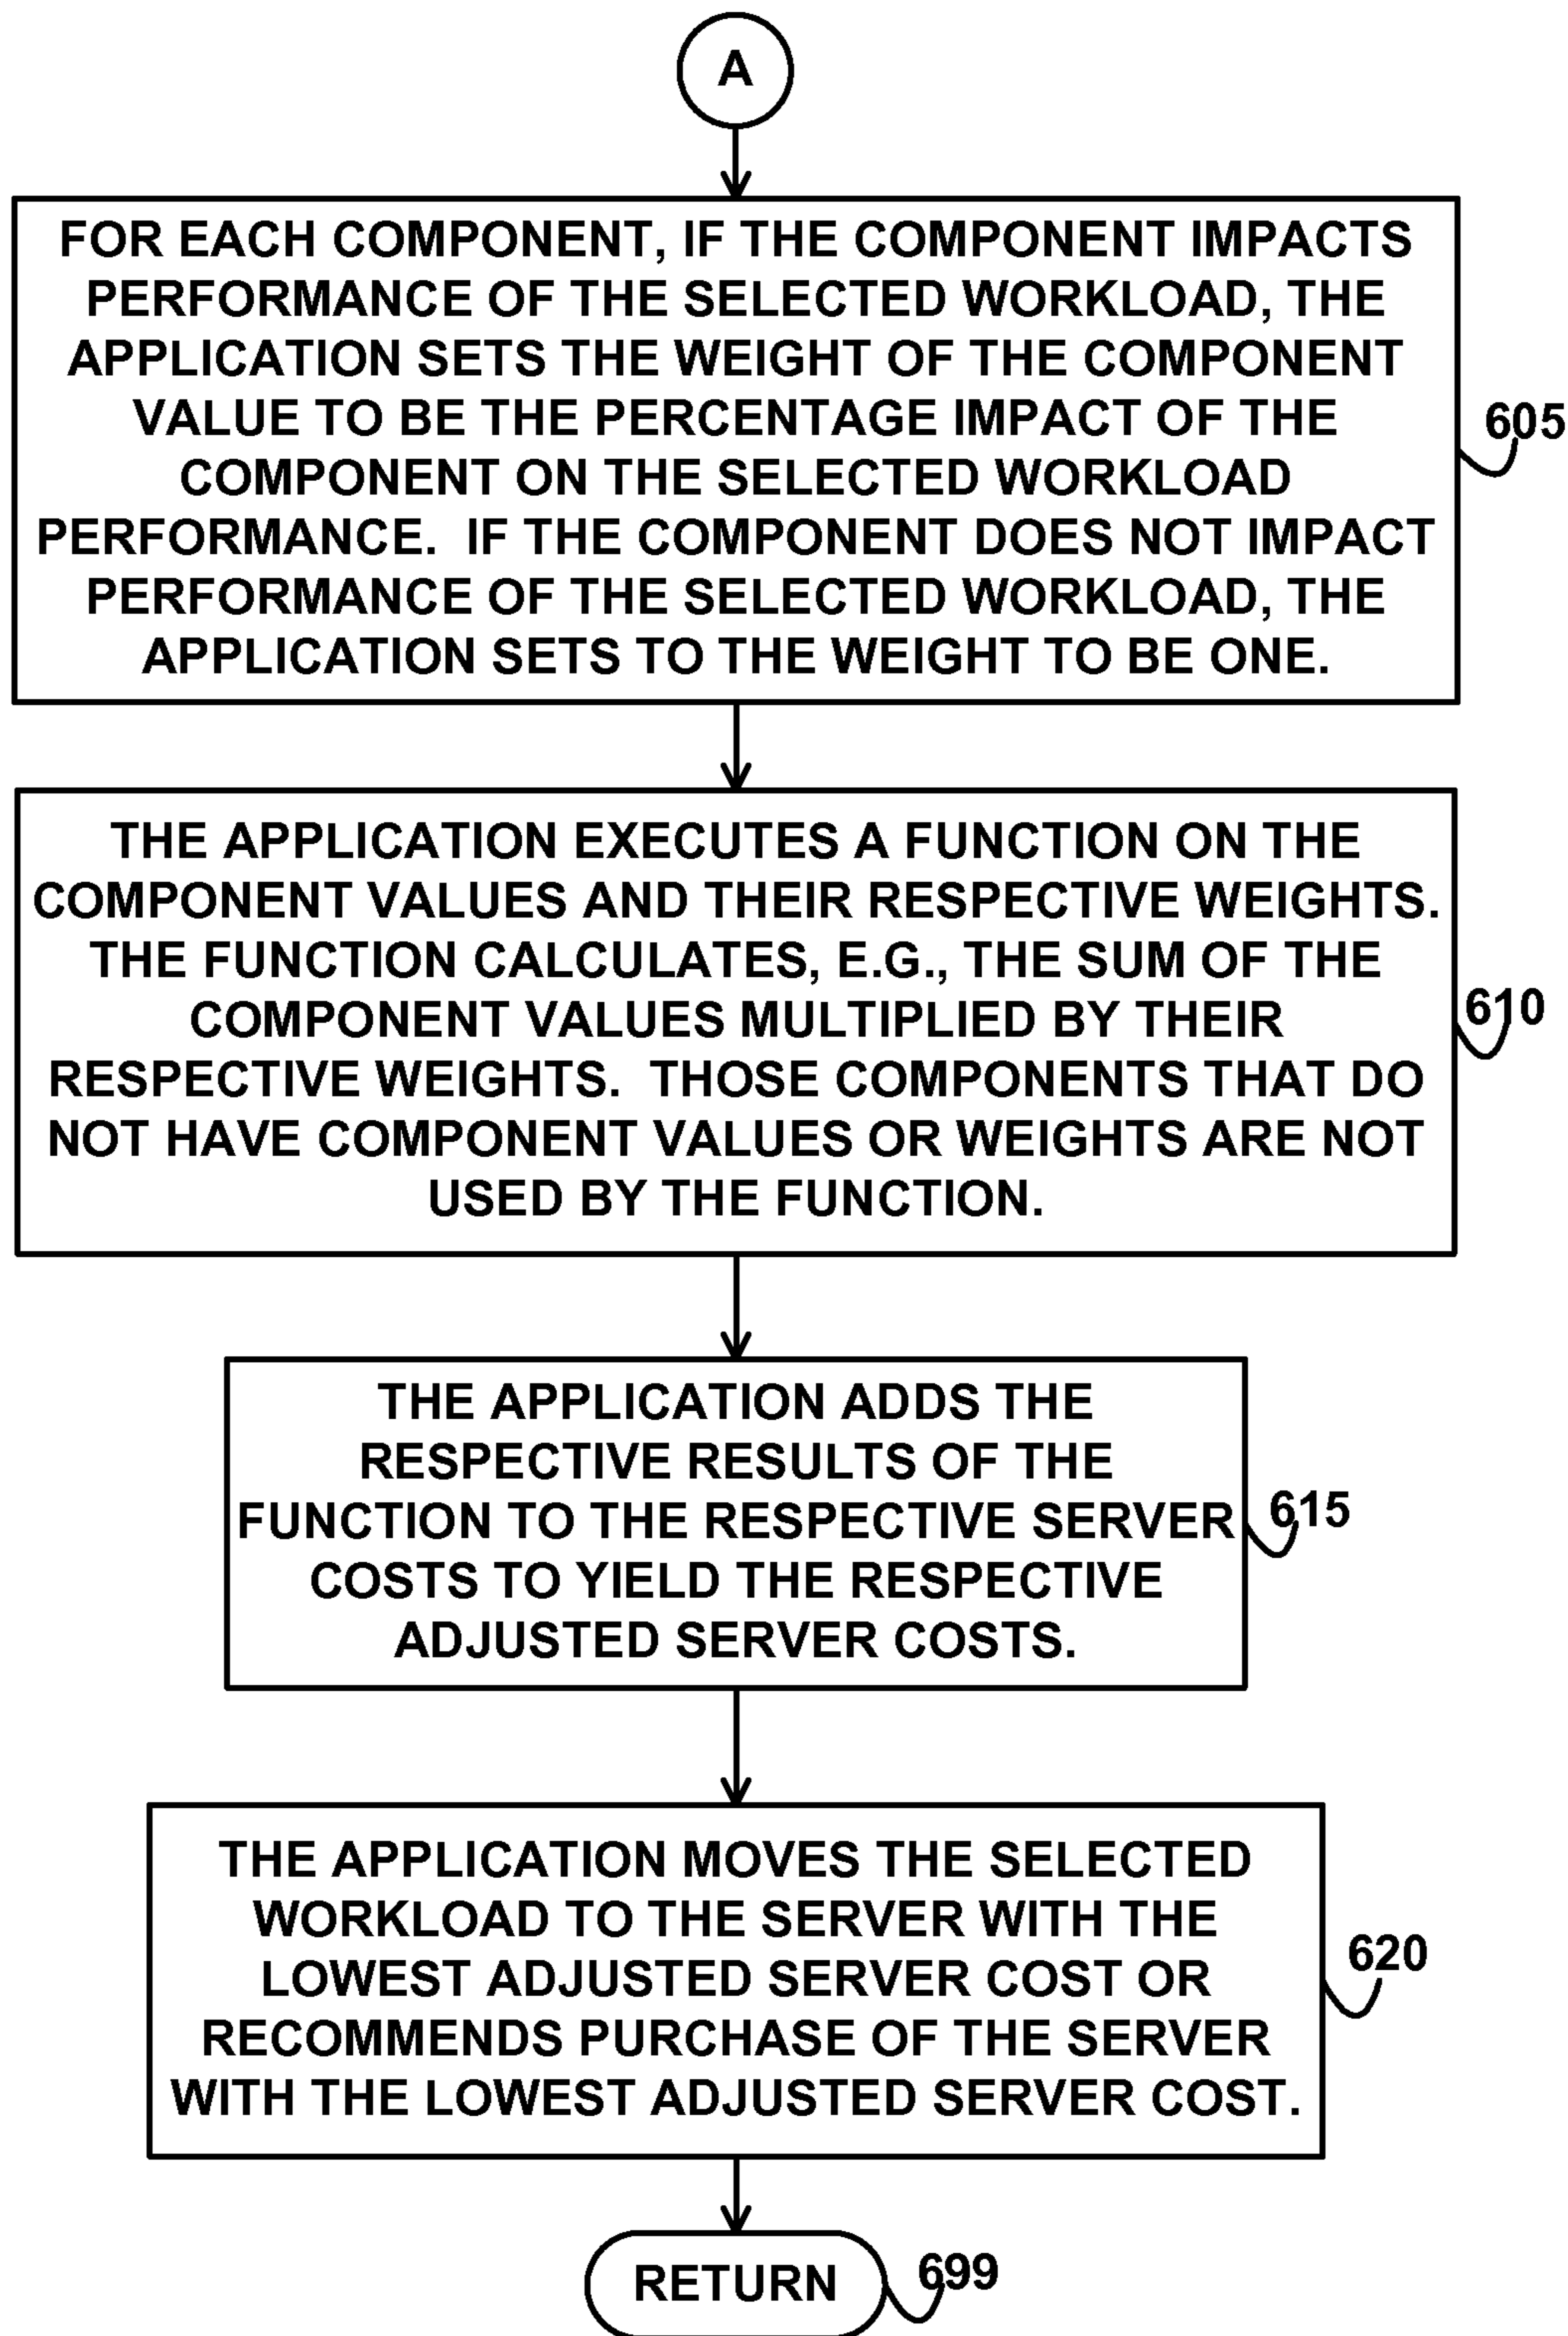 A
FOR EACH COMPONENT, IF THE COMPONENT IMPACTS
PERFORMANCE OF THE SELECTED WORKLOAD, THE
APPLICATION SETS THE WEIGHT OF THE COMPONENT
VALUE TO BE THE PERCENTAGE IMPACT OF THE
COMPONENT ON THE SELECTED WORKLOAD
PERFORMANCE. IF THE COMPONENT DOES NOT IMPACT
PERFORMANCE OF THE SELECTED WORKLOAD, THE
APPLICATION SETS TO THE WEIGHT TO BE ONE.
605
THE APPLICATION EXECUTES A FUNCTION ON THE
COMPONENT VALUES AND THEIR RESPECTIVE WEIGHTS.
THE FUNCTION CALCULATES, E.G., THE SUM OF THE
COMPONENT VALUES MULTIPLIED BY THEIR
RESPECTIVE WEIGHTS. THOSE COMPONENTS THAT DO
NOT HAVE COMPONENT VALUES OR WEIGHTS ARE NOT
USED BY THE FUNCTION.
610
THE APPLICATION ADDS THE
RESPECTIVE RESULTS OF THE
FUNCTION TO THE RESPECTIVE SERVER
COSTS TO YIELD THE RESPECTIVE
ADJUSTED SERVER COSTS.
615
THE APPLICATION MOVES THE SELECTED
WORKLOAD TO THE SERVER WITH THE
LOWEST ADJUSTED SERVER COST OR
RECOMMENDS PURCHASE OF THE SERVER
WITH THE LOWEST ADJUSTED SERVER COST.
620
RETURN
699